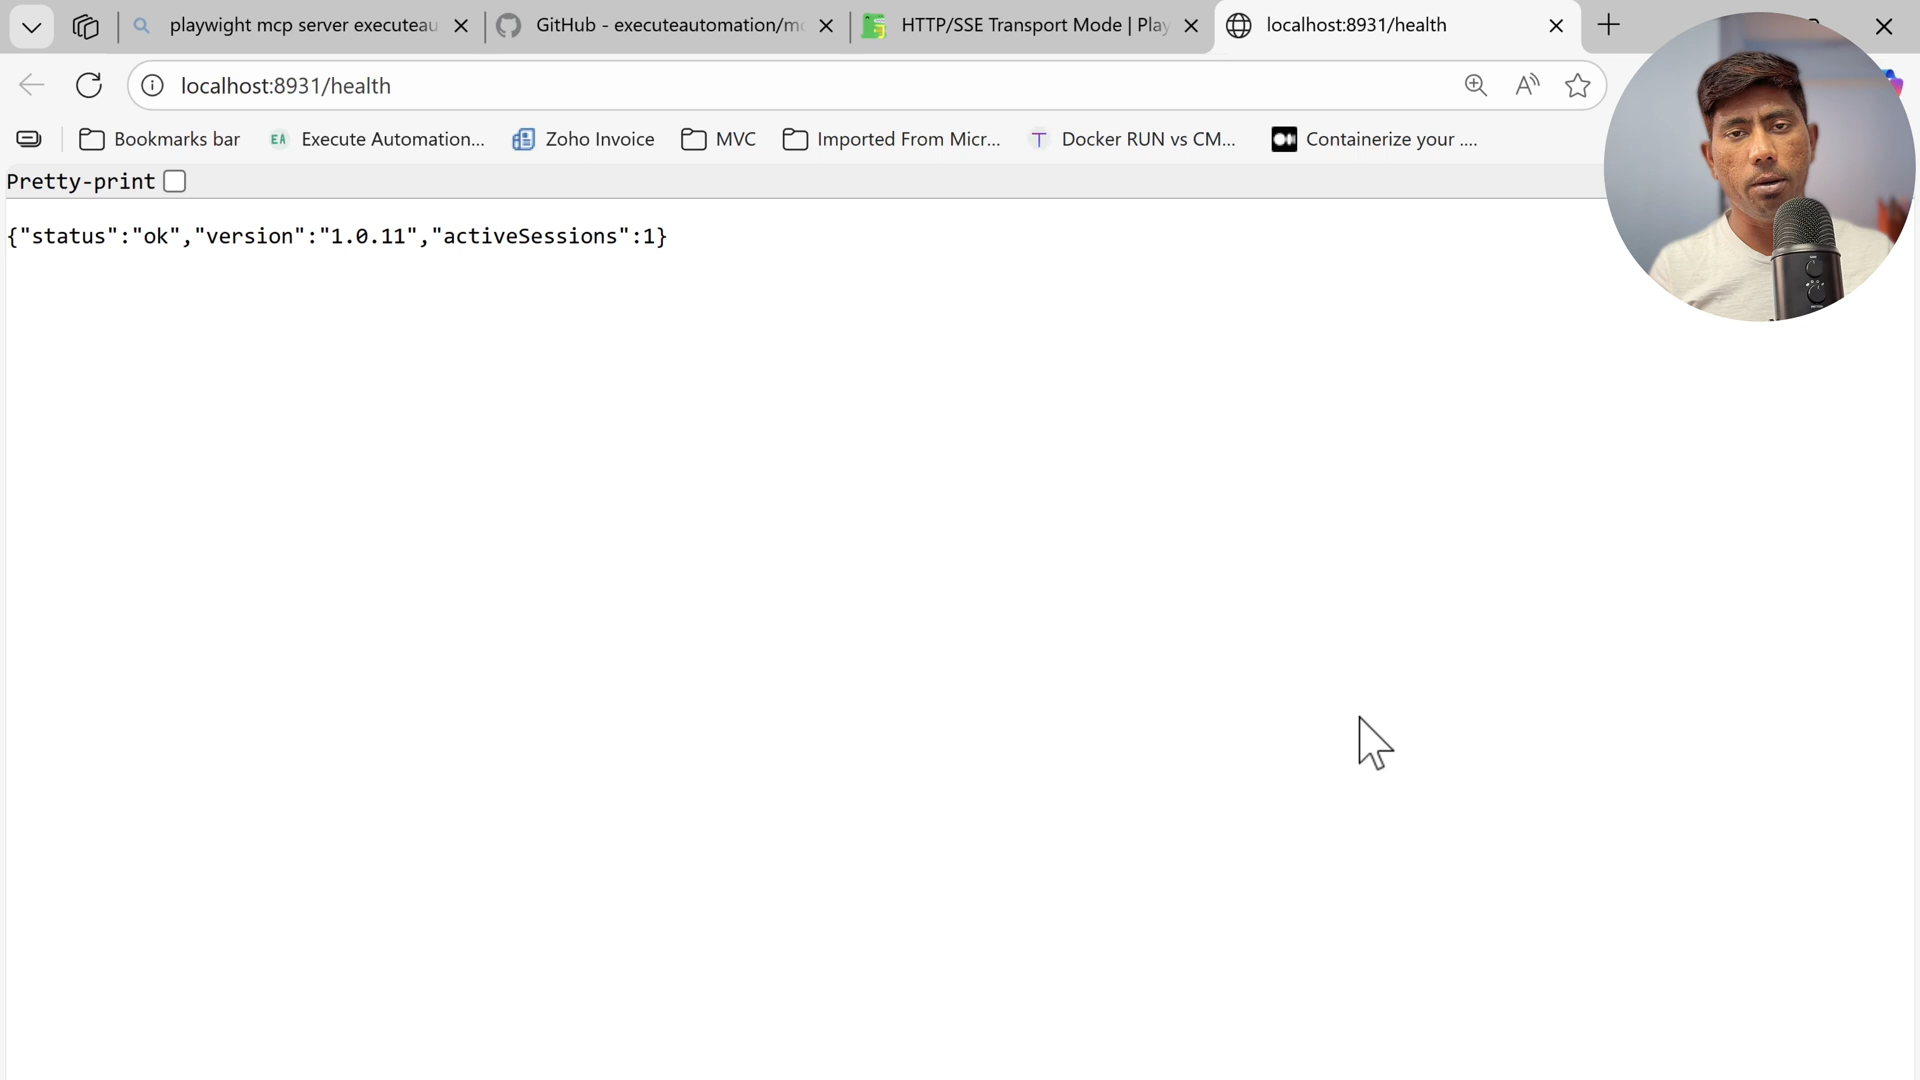 playwight mcp server executeau
GitHub - executeautomation/mc
HTTP/SSE Transport Mode | Play
localhost:8931/health
localhost:8931/health
Bookmarks bar
EA Execute Automation...
Zoho Invoice
MVC
Imported From Micr...
T Docker RUN vs CM...
Containerize your ....
Pretty-print
{"status":"ok","version":"1.0.11","activeSessions":1}